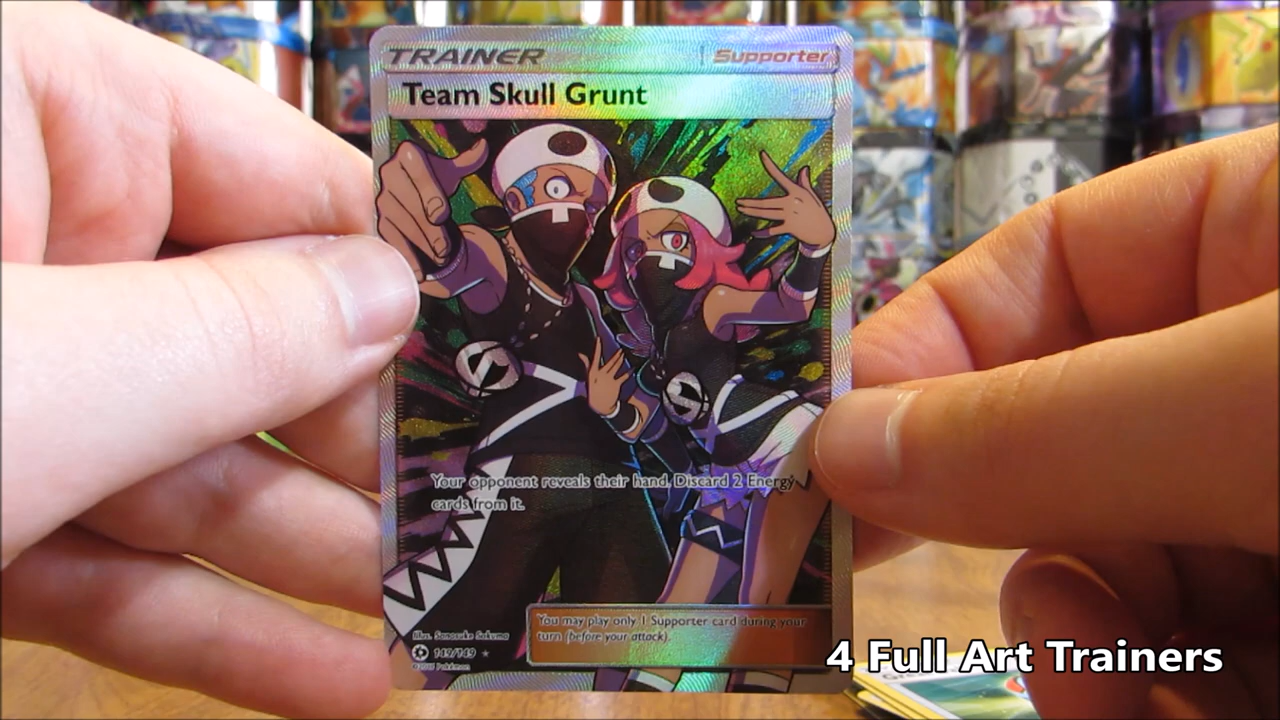 TRAINER
Supporter
Team Skull Grunt
Your opponent reveals their hand. Discard 2 Energy
cards from it.
You may play only 1 Supporter card during your
turn (before your attack).
Illus. Sanosuke Sakuma
149/149
4 Full Art Trainers